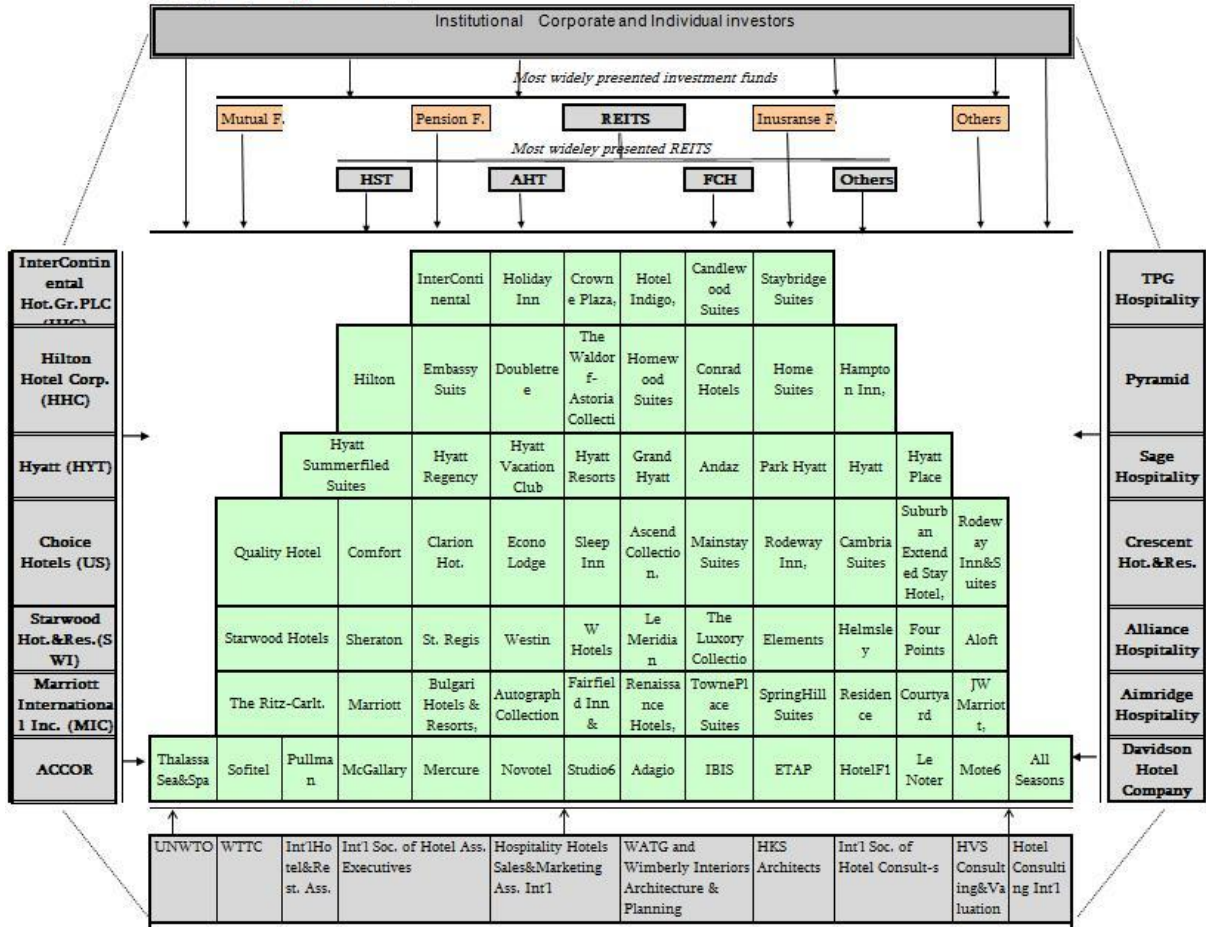 Institutional Corporate and Individual investors
Most widely presented investment funds
Mutual F.
Pension F.
REITS
Inusranse F.
Others
Most wideley presented REITS
HST
AHT
FCH
Others
InterContin
ental
Hot.Gr.PLC
InterConti
nental
Holiday
Inn
Crown
e Plaza,
Hotel
Indigo,
Candlew
ood
Suites
Staybridge
Suites
TPG
Hospitality
Hilton
Hotel Corp.
(HHC)
Hilton
Embassy
Suits
Doubletre
e
The
Waldor
f-
Astoria
Collecti
Homew
ood
Suites
Conrad
Hotels
Home
Suites
Hampto
n Inn,
Pyramid
Hyatt (HYT)
Hyatt
Summerfiled
Suites
Hyatt
Regency
Hyatt
Vacation
Club
Hyatt
Resorts
Grand
Hyatt
Andaz
Park Hyatt
Hyatt
Hyatt
Place
Sage
Hospitality
Choice
Hotels (US)
Quality Hotel
Comfort
Clarion
Hot.
Econo
Lodge
Sleep
Inn
Ascend
Collectio
n.
Mainstay
Suites
Rodeway
Inn,
Cambria
Suites
Suburb
an
Extend
ed Stay
Hotel,
Rodew
ay
Inn&S
uites
Crescent
Hot.&Res.
Starwood
Hot.&Res.(S
WI)
Starwood Hotels
Sheraton
St. Regis
Westin
W
Hotels
Le
Meridia
n
The
Luxory
Collectio
Elements
Helmsle
y
Four
Points
Aloft
Alliance
Hospitality
Marriott
Internationa
l Inc. (MIC)
The Ritz-Carlt.
Marriott
Bulgari
Hotels &
Resorts,
Autograph
Collection
Fairfiel
d Inn
&
Renaiss
ance
Hotels,
TownePl
ace
Suites
SpringHill
Suites
Residen
ce
Courtya
rd
JW
Marriot
t,
Aimridge
Hospitality
ACCOR
Thalassa
Sea&Spa
Sofitel
Pullma
n
McGallary
Mercure
Novotel
Studio6
Adagio
IBIS
ETAP
HotelF1
Le
Noter
Mote6
All
Seasons
Davidson
Hotel
Company
UNWTO
WTTC
Int'lHo
tel&Re
st. Ass.
Int'l Soc. of Hotel Ass.
Executives
Hospitality Hotels
Sales&Marketing
Ass. Int'l
WATG and
Wimberly Interiors
Architecture &
Planning
HKS
Architects
Int'l Soc. of
Hotel Consult-s
HVS
Consult
ing&Va
luation
Hotel
Consulti
ng Int'l